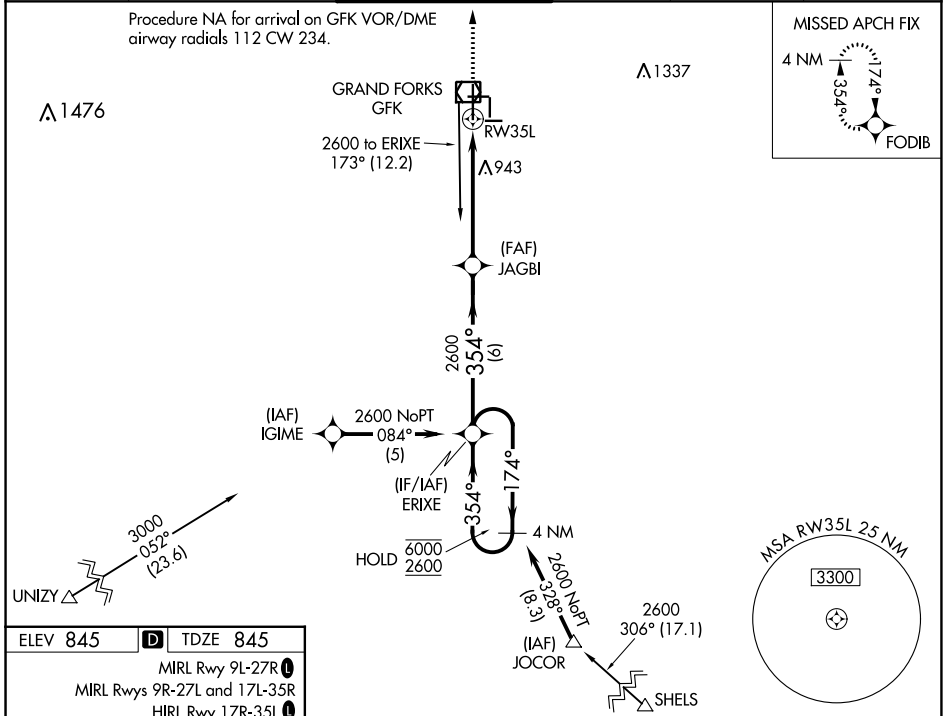 Procedure NA for arrival on GFK VOR/DME
airway radials 112 CW 234.
MISSED APCH FIX
4 NM
354°
174°
FODIB
1476
1337
GRAND FORKS
GFK
RW35L
2600 to ERIXE
173° (12.2)
943
(FAF)
JAGBI
2600
354°
(6)
(IAF)
IGIME
2600 NoPT
084°
(5)
(IF/IAF)
ERIXE
354°
174°
4 NM
HOLD 6000
2600
3000
052°
(23.6)
UNIZY
2600 NoPT
328°
(8.3)
(IAF)
JOCOR
2600
306° (17.1)
SHELS
MSA RW35L 25 NM
3300
ELEV 845 D TDZE 845
MIRL Rwy 9L-27R L
MIRL Rwys 9R-27L and 17L-35R
HIRL Rwy 17R-35L L